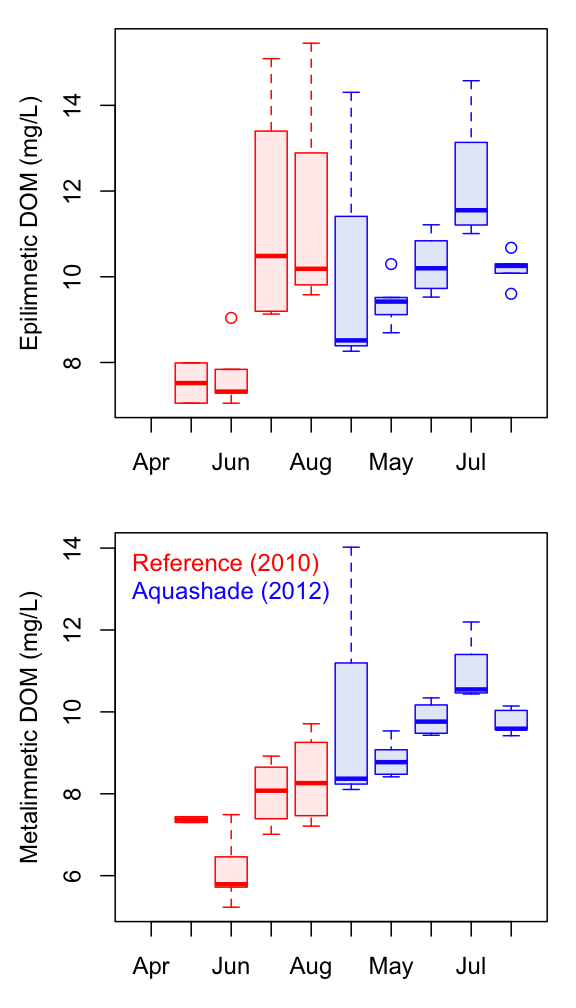 Epilimnetic DOM (mg/L)
14
12
10
8
Apr Jun Aug May Jul
Reference (2010)
Aquashade (2012)
Metalimnetic DOM (mg/L)
14
12
10
8
6
Apr Jun Aug May Jul